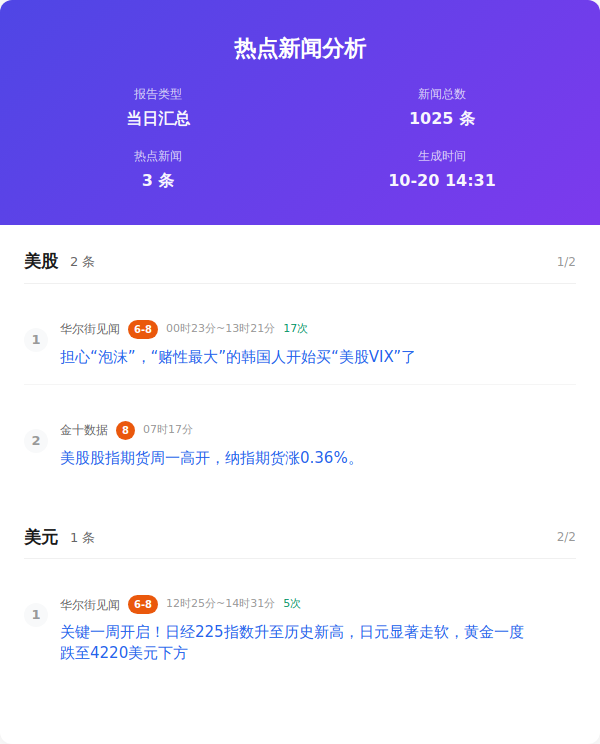 热点新闻分析
报告类型
新闻总数
当日汇总
1025 条
热点新闻
生成时间
3 条
10-20 14:31
美股 2 条 1/2
1 华尔街见闻 6-8 00时23分~13时21分 17次
担心“泡沫”，“赌性最大”的韩国人开始买“美股VIX”了
2 金十数据 8 07时17分
美股股指期货周一高开，纳指期货涨0.36%。
美元 1 条 2/2
1 华尔街见闻 6-8 12时25分~14时31分 5次
关键一周开启！日经225指数升至历史新高，日元显著走软，黄金一度
跌至4220美元下方